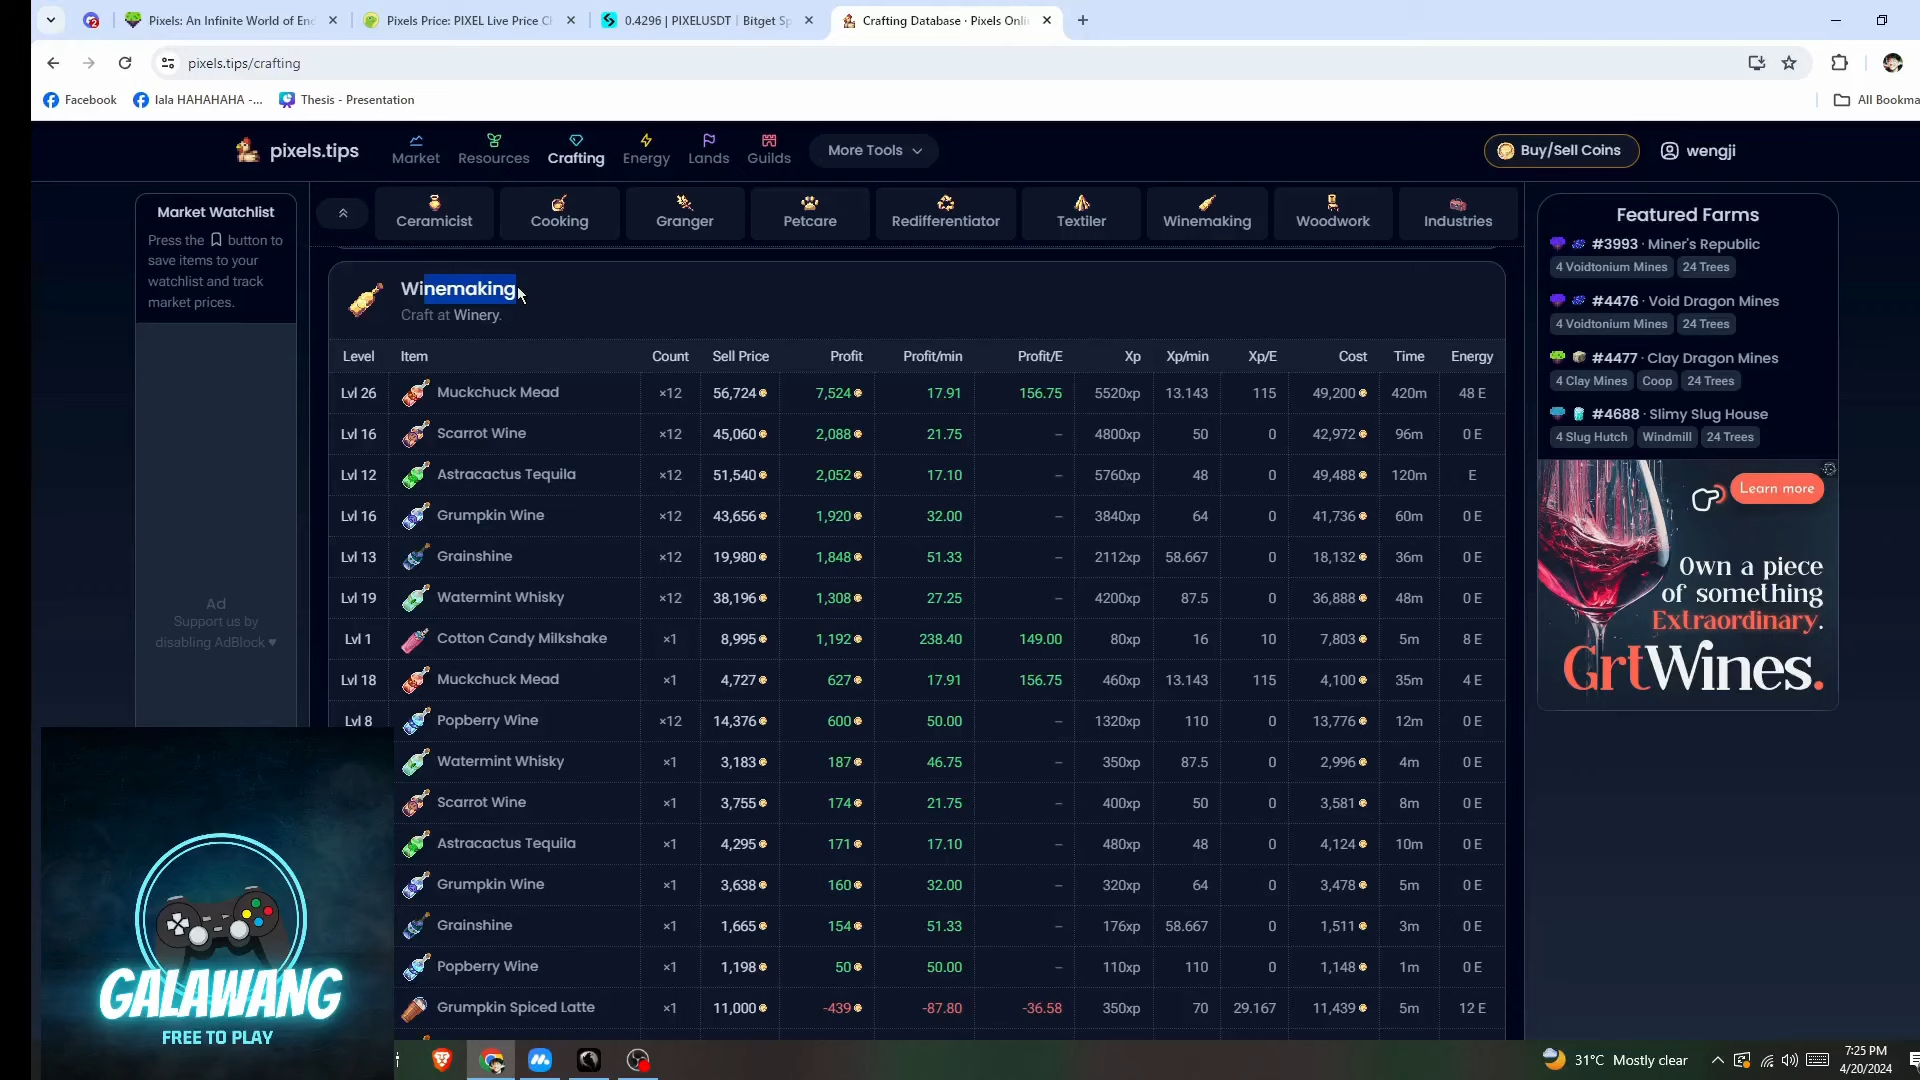 Pixels: An Infinite World of En
Pixels Price: PIXEL Live Price C
0.4296 | PIXELUSDT | Bitget Sp
Crafting Database · Pixels Onli
pixels.tips/crafting
Facebook
lala HAHAHAHA -...
Thesis - Presentation
All Bookma
pixels.tips
Market
Resources
Crafting
Energy
Lands
Guilds
More Tools
Buy/Sell Coins
wengji
Market Watchlist
Press the button to
save items to your
watchlist and track
market prices.
Ad
Support us by
disabling AdBlock ♥
Ceramicist
Cooking
Granger
Petcare
Redifferentiator
Textiler
Winemaking
Woodwork
Industries
Winemaking
Craft at Winery.
Level Item Count Sell Price Profit Profit/min Profit/E Xp Xp/min Xp/E Cost Time Energy
Lvl 26 Muckchuck Mead ×12 56,724 7,524 17.91 156.75 5520xp 13.143 115 49,200 420m 48 E
Lvl 16 Scarrot Wine ×12 45,060 2,088 21.75 – 4800xp 50 0 42,972 96m 0 E
Lvl 12 Astracactus Tequila ×12 51,540 2,052 17.10 – 5760xp 48 0 49,488 120m E
Lvl 16 Grumpkin Wine ×12 43,656 1,920 32.00 – 3840xp 64 0 41,736 60m 0 E
Lvl 13 Grainshine ×12 19,980 1,848 51.33 – 2112xp 58.667 0 18,132 36m 0 E
Lvl 19 Watermint Whisky ×12 38,196 1,308 27.25 – 4200xp 87.5 0 36,888 48m 0 E
Lvl 1 Cotton Candy Milkshake ×1 8,995 1,192 238.40 149.00 80xp 16 10 7,803 5m 8 E
Lvl 18 Muckchuck Mead ×1 4,727 627 17.91 156.75 460xp 13.143 115 4,100 35m 4 E
Lvl 8 Popberry Wine ×12 14,376 600 50.00 – 1320xp 110 0 13,776 12m 0 E
Watermint Whisky ×1 3,183 187 46.75 – 350xp 87.5 0 2,996 4m 0 E
Scarrot Wine ×1 3,755 174 21.75 – 400xp 50 0 3,581 8m 0 E
Astracactus Tequila ×1 4,295 171 17.10 – 480xp 48 0 4,124 10m 0 E
Grumpkin Wine ×1 3,638 160 32.00 – 320xp 64 0 3,478 5m 0 E
Grainshine ×1 1,665 154 51.33 – 176xp 58.667 0 1,511 3m 0 E
Popberry Wine ×1 1,198 50 50.00 – 110xp 110 0 1,148 1m 0 E
Grumpkin Spiced Latte ×1 11,000 -439 -87.80 -36.58 350xp 70 29.167 11,439 5m 12 E
Featured Farms
#3993 · Miner's Republic
4 Voidtonium Mines 24 Trees
#4476 · Void Dragon Mines
4 Voidtonium Mines 24 Trees
#4477 · Clay Dragon Mines
4 Clay Mines Coop 24 Trees
#4688 · Slimy Slug House
4 Slug Hutch Windmill 24 Trees
Learn more
Own a piece
of something
Extraordinary.
GrtWines.
GALAWANG
FREE TO PLAY
31°C Mostly clear
7:25 PM
4/20/2024